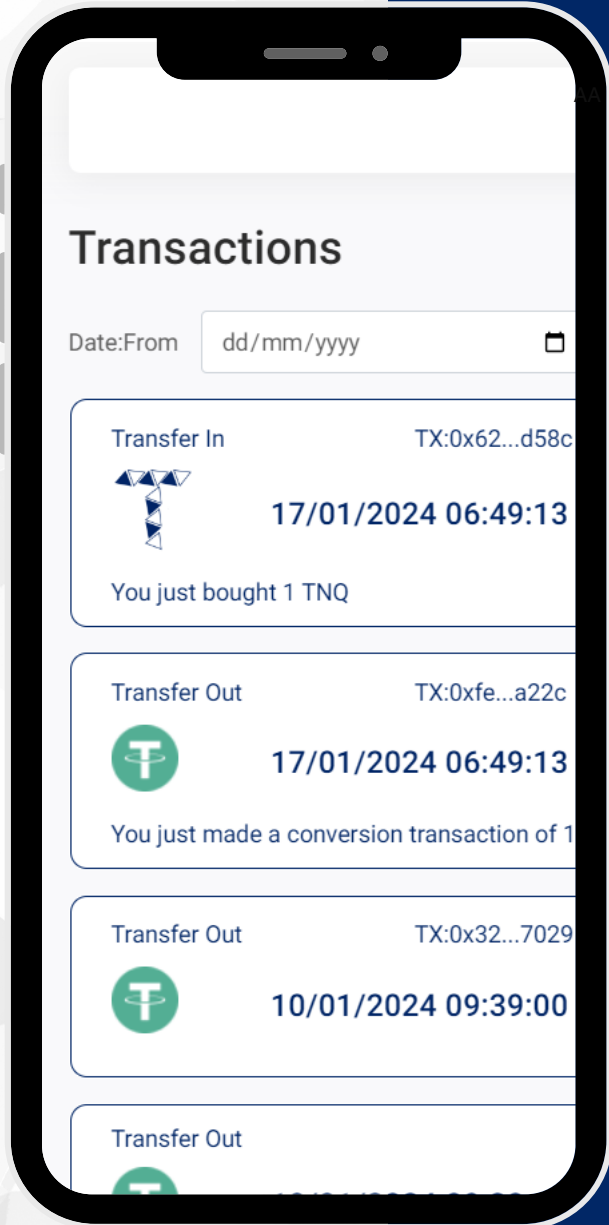 AA
Transactions
Date:From dd/mm/yyyy
Transfer In TX:0x62...d58c
17/01/2024 06:49:13
You just bought 1 TNQ
Transfer Out TX:0xfe...a22c
17/01/2024 06:49:13
You just made a conversion transaction of 1
Transfer Out TX:0x32...7029
10/01/2024 09:39:00
Transfer Out